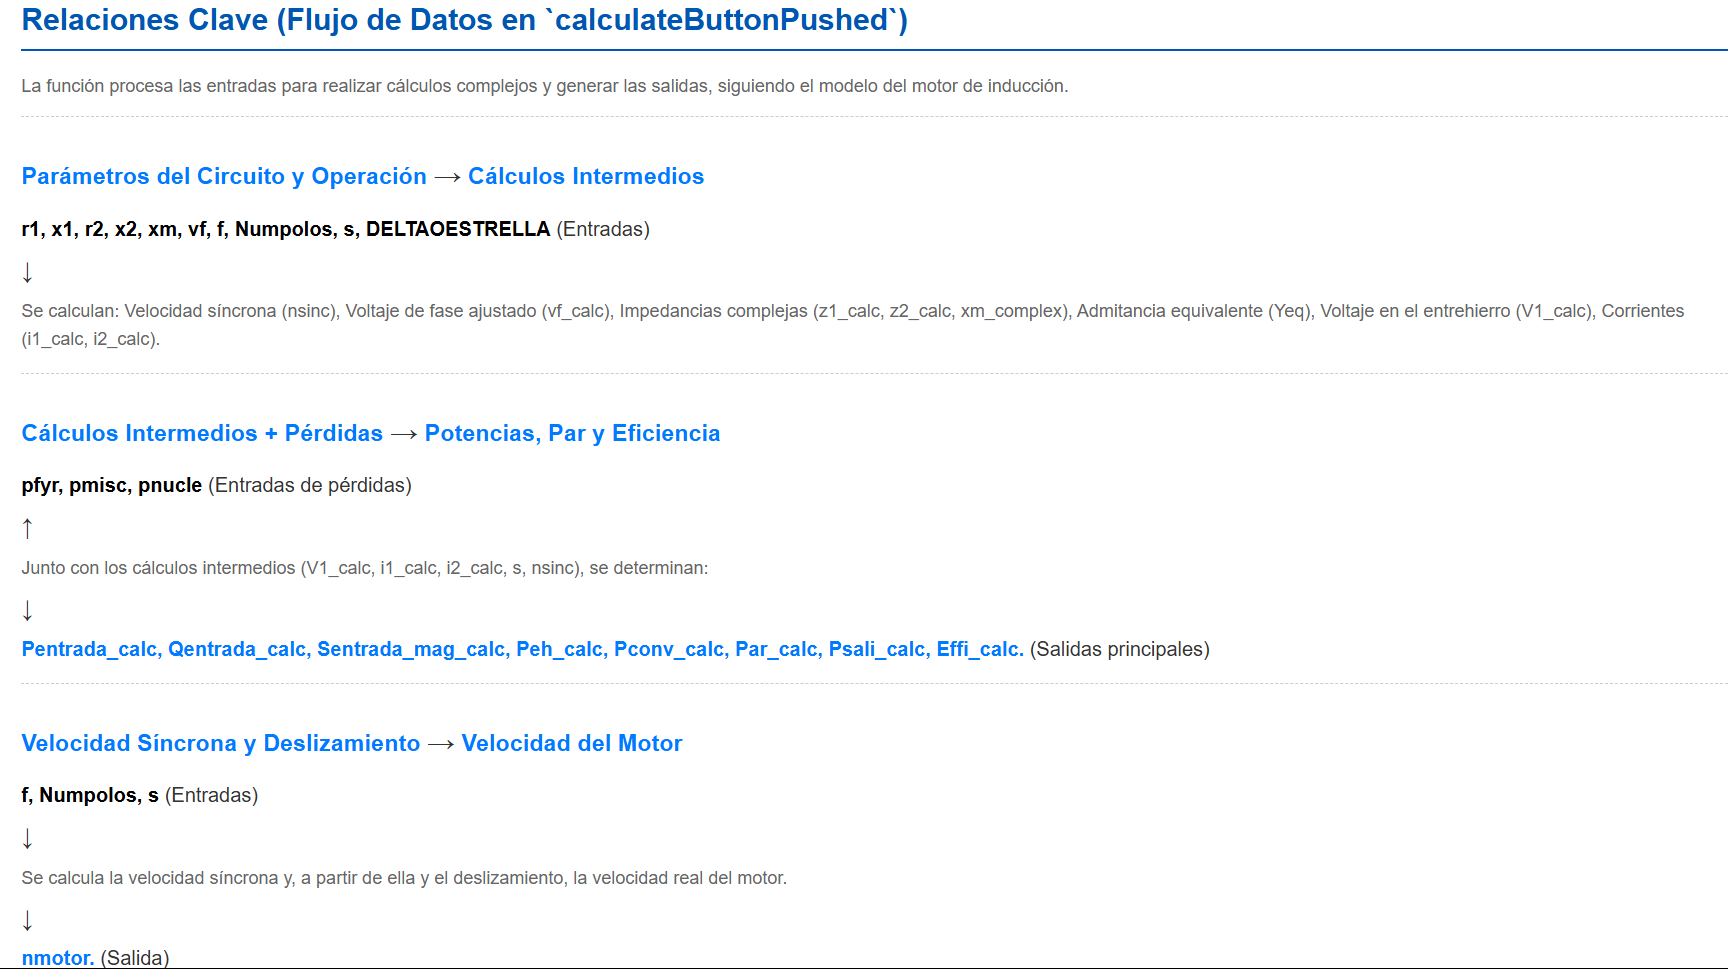 Relaciones Clave (Flujo de Datos en `calculateButtonPushed`)
La función procesa las entradas para realizar cálculos complejos y generar las salidas, siguiendo el modelo del motor de inducción.
Parámetros del Circuito y Operación → Cálculos Intermedios
r1, x1, r2, x2, xm, vf, f, Numpolos, s, DELTAOESTRELLA (Entradas)
↓
Se calculan: Velocidad síncrona (nsinc), Voltaje de fase ajustado (vf_calc), Impedancias complejas (z1_calc, z2_calc, xm_complex), Admitancia equivalente (Yeq), Voltaje en el entrehierro (V1_calc), Corrientes
(i1_calc, i2_calc).
Cálculos Intermedios + Pérdidas → Potencias, Par y Eficiencia
pfyr, pmisc, pnucle (Entradas de pérdidas)
↑
Junto con los cálculos intermedios (V1_calc, i1_calc, i2_calc, s, nsinc), se determinan:
↓
Pentrada_calc, Qentrada_calc, Sentrada_mag_calc, Peh_calc, Pconv_calc, Par_calc, Psali_calc, Effi_calc. (Salidas principales)
Velocidad Síncrona y Deslizamiento → Velocidad del Motor
f, Numpolos, s (Entradas)
↓
Se calcula la velocidad síncrona y, a partir de ella y el deslizamiento, la velocidad real del motor.
↓
nmotor. (Salida)